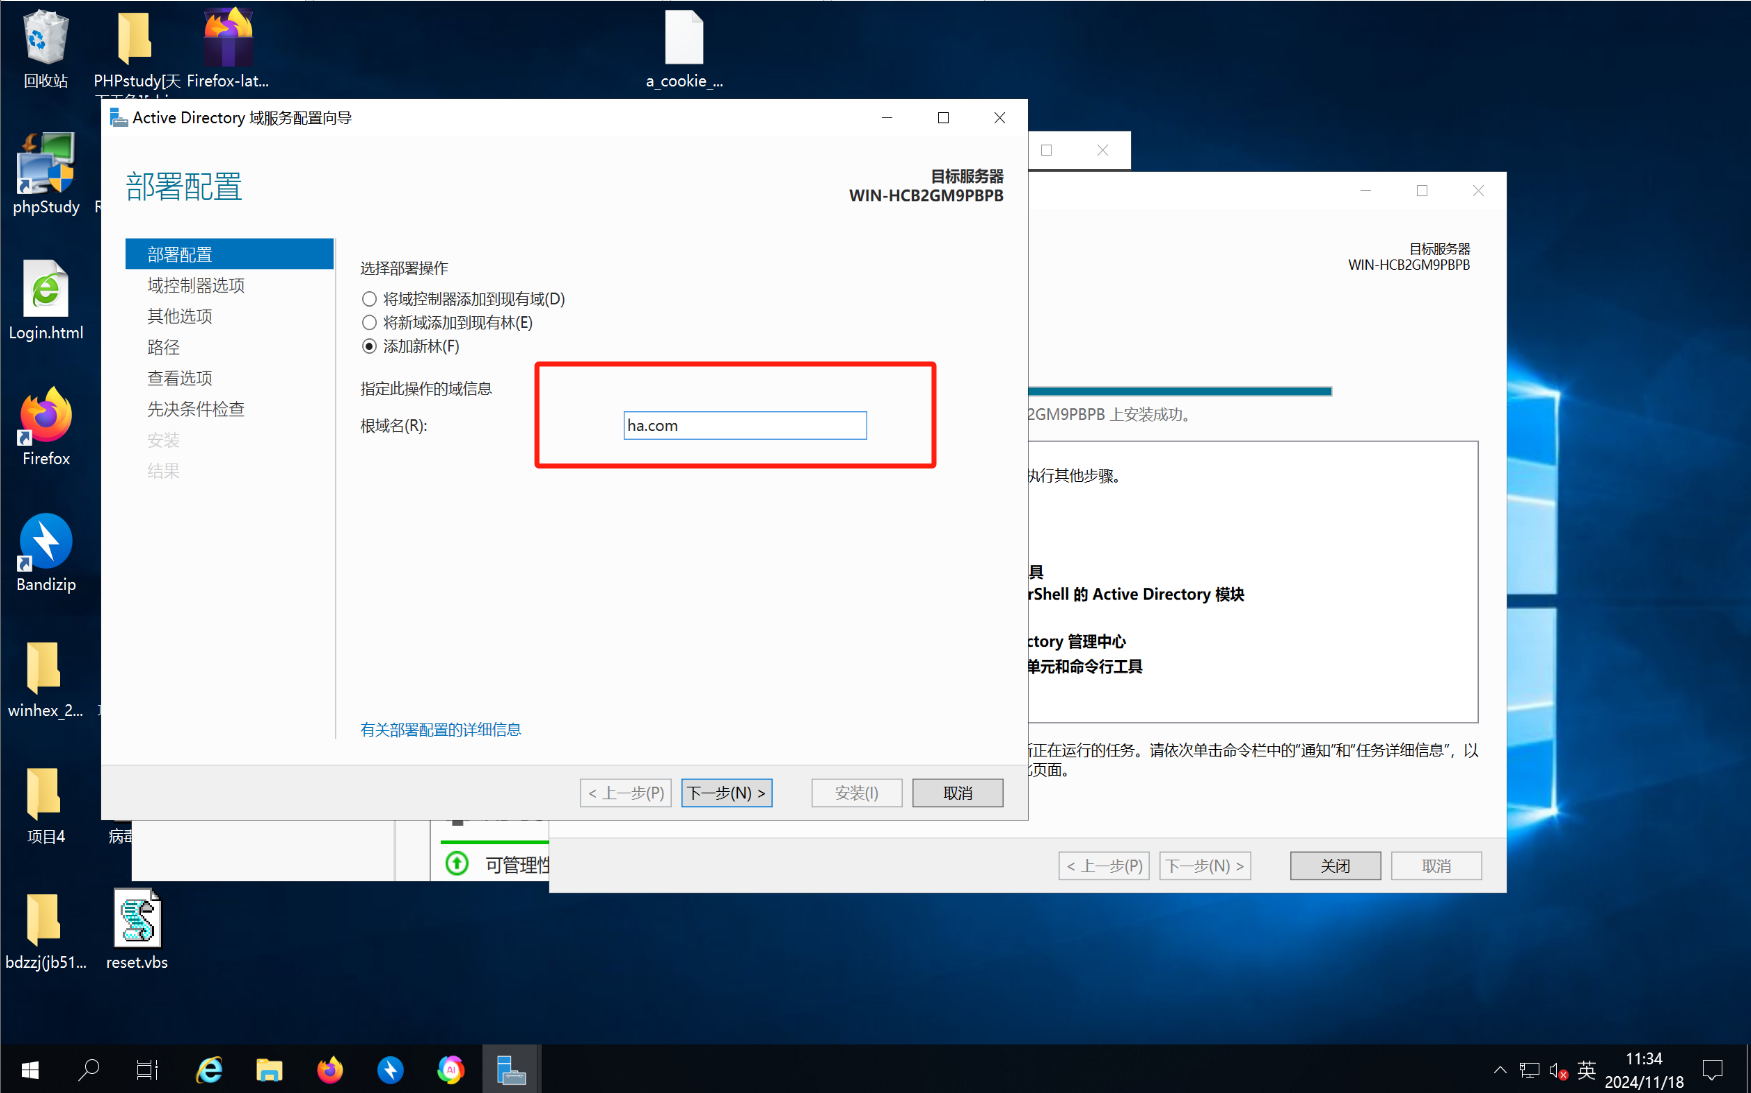 回收站
PHPstudy[天
Firefox-lat...
a_cookie_...
phpStudy
Login.html
Firefox
Bandizip
winhex_2...
项目4
病毒
bdzzj(jb51...
reset.vbs
Active Directory 域服务配置向导
部署配置
目标服务器
WIN-HCB2GM9PBPB
部署配置
域控制器选项
其他选项
路径
查看选项
先决条件检查
安装
结果
选择部署操作
将域控制器添加到现有域(D)
将新域添加到现有林(E)
添加新林(F)
指定此操作的域信息
根域名(R):
ha.com
有关部署配置的详细信息
< 上一步(P)
下一步(N) >
安装(I)
取消
目标服务器
WIN-HCB2GM9PBPB
2GM9PBPB 上安装成功。
执行其他步骤。
具
rShell 的 Active Directory 模块
ctory 管理中心
单元和命令行工具
正在运行的任务。请依次单击命令栏中的“通知”和“任务详细信息”，以
页面。
可管理性
< 上一步(P)
下一步(N) >
关闭
取消
英
11:34
2024/11/18